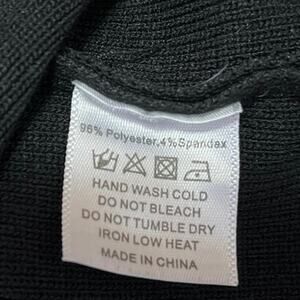 96% Polyester,4%Spandex
HAND WASH COLD
DO NOT BLEACH
DO NOT TUMBLE DRY
IRON LOW HEAT
MADE IN CHINA